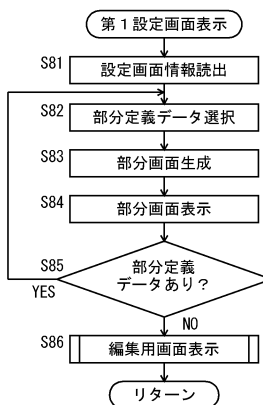 第１設定画面表示
S81
設定画面情報読出
S82
部分定義データ選択
S83
部分画面生成
S84
部分画面表示
S85
部分定義
データあり？
YES
NO
S86
編集用画面表示
リターン